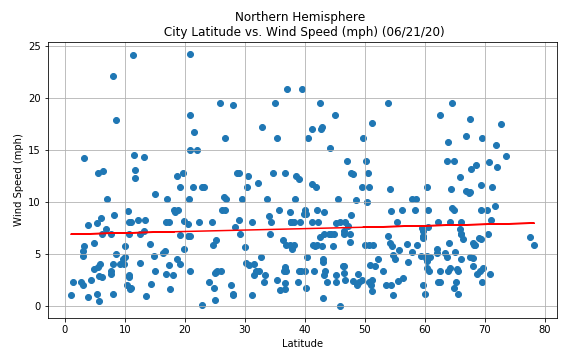 Northern Hemisphere
City Latitude vs. Wind Speed (mph) (06/21/20)
25
20
15
10
5
0
Wind Speed (mph)
0 10 20 30 40 50 60 70 80
Latitude